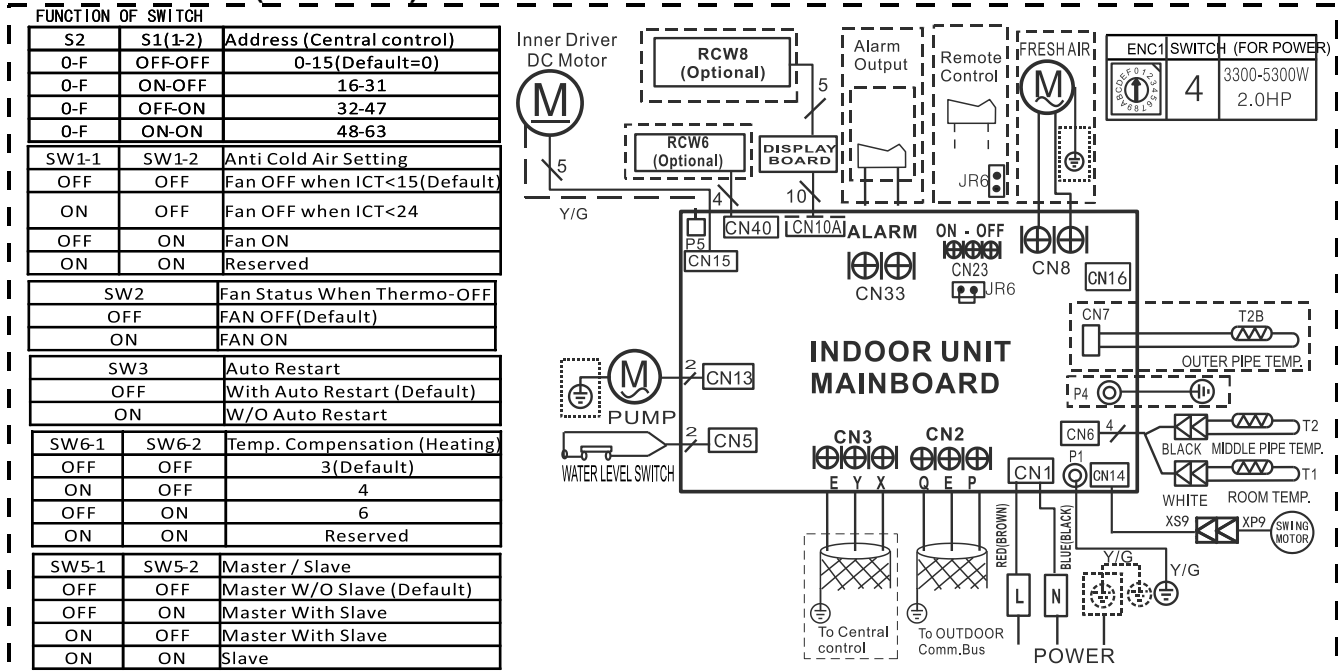 FUNCTION OF SWITCH
S2 S1(1-2) Address (Central control)
0-F OFF-OFF 0-15(Default=0)
0-F ON-OFF 16-31
0-F OFF-ON 32-47
0-F ON-ON 48-63
SW1-1 SW1-2 Anti Cold Air Setting
OFF OFF Fan OFF when ICT<15(Default)
ON OFF Fan OFF when ICT<24
OFF ON Fan ON
ON ON Reserved
SW2 Fan Status When Thermo-OFF
OFF FAN OFF(Default)
ON FAN ON
SW3 Auto Restart
OFF With Auto Restart (Default)
ON W/O Auto Restart
SW6-1 SW6-2 Temp. Compensation (Heating)
OFF OFF 3(Default)
ON OFF 4
OFF ON 6
ON ON Reserved
SW5-1 SW5-2 Master / Slave
OFF OFF Master W/O Slave (Default)
OFF ON Master With Slave
ON OFF Master With Slave
ON ON Slave
Inner Driver
DC Motor
M
5
Y/G
RCW8
(Optional)
5
RCW6
(Optional)
4
DISPLAY
BOARD
10
Alarm
Output
Remote
Control
JR6
FRESH AIR
M
ENC1 SWITCH (FOR POWER)
0123456789ABCDEF
4
3300-5300W
2.0HP
P5
CN15
CN40
CN10A
ALARM
CN33
ON - OFF
CN23
JR6
CN8
CN16
CN7
T2B
OUTER PIPE TEMP.
INDOOR UNIT
MAINBOARD
P4
M
PUMP
2
CN13
WATER LEVEL SWITCH
2
CN5
CN6
4
BLACK
T2
MIDDLE PIPE TEMP.
WHITE
T1
ROOM TEMP.
CN3
E Y X
CN2
Q E P
CN1
P1
CN14
XS9
XP9
SWING
MOTOR
RED(BROWN)
BLUE(BLACK)
Y/G
Y/G
L
N
To Central
control
To OUTDOOR
Comm.Bus
POWER